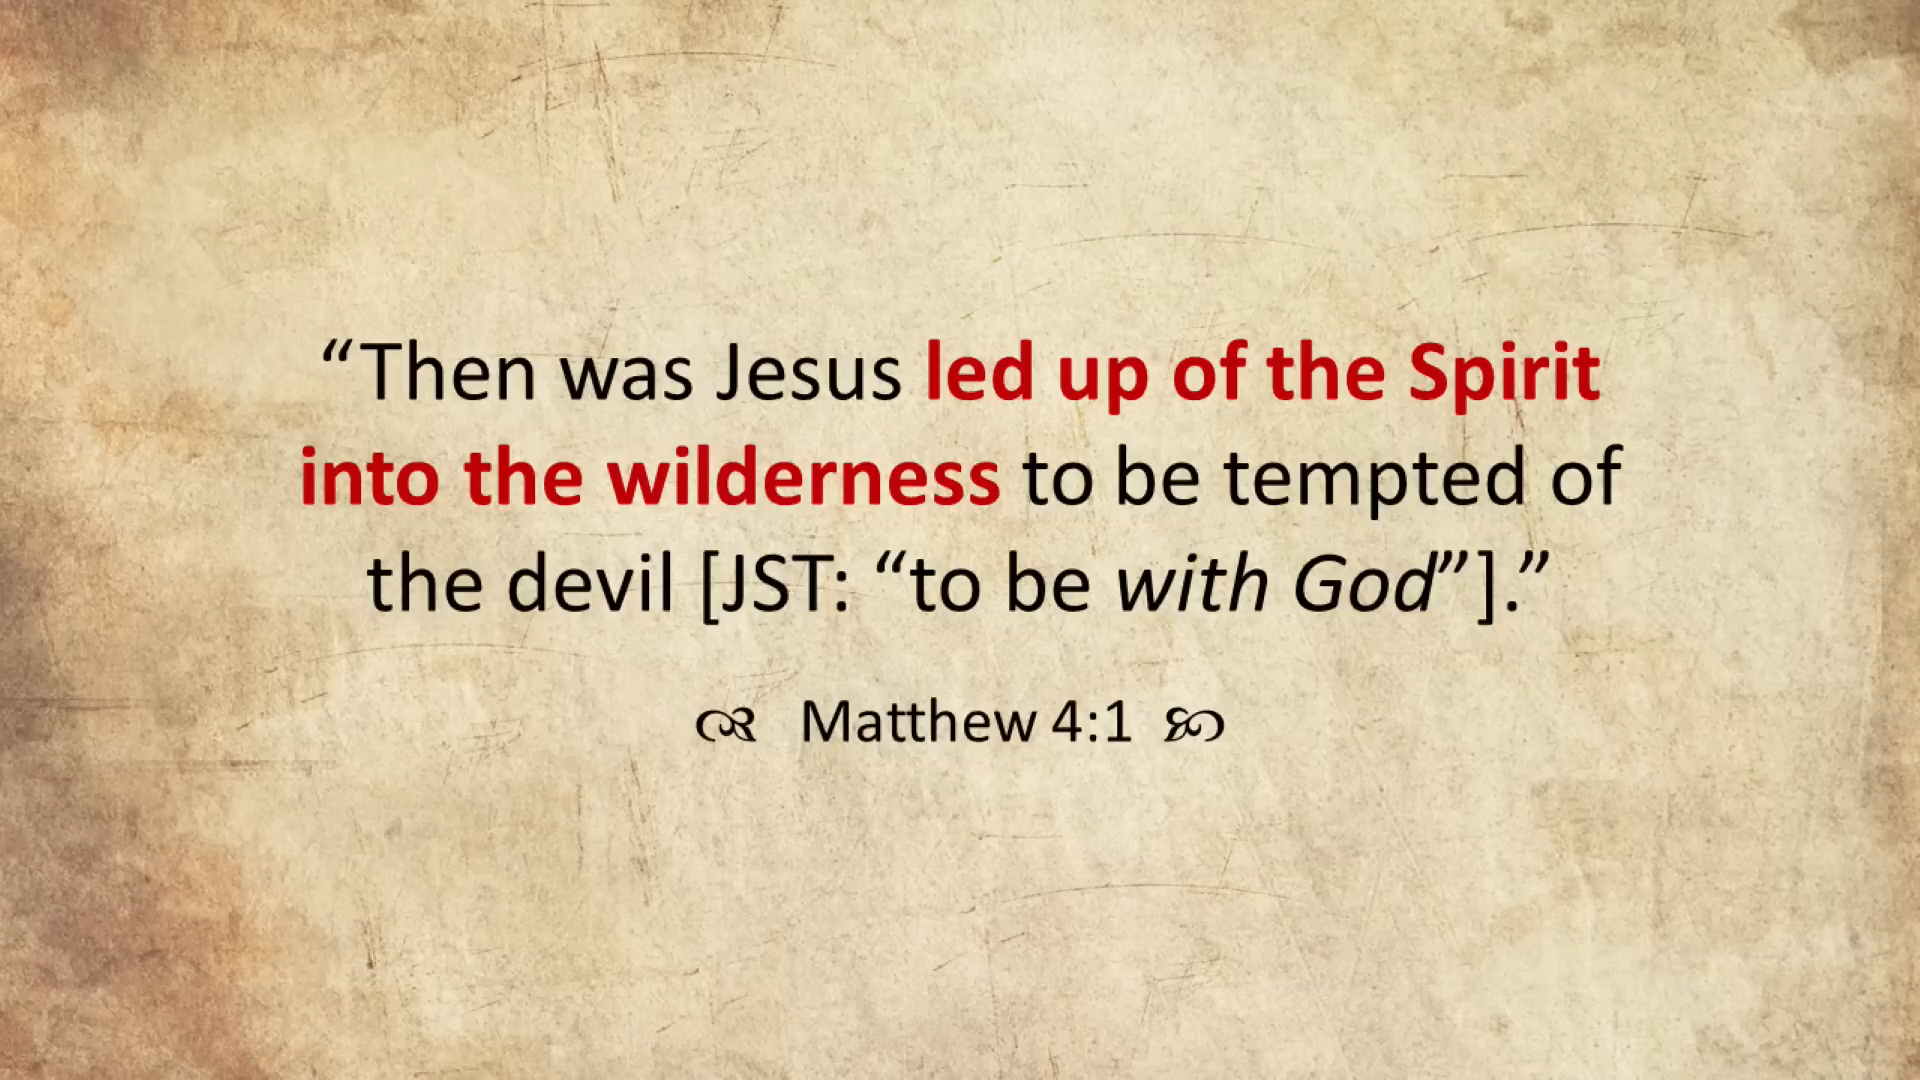 “Then was Jesus led up of the Spirit
into the wilderness to be tempted of
the devil [JST: “to be with God”].”
Matthew 4:1